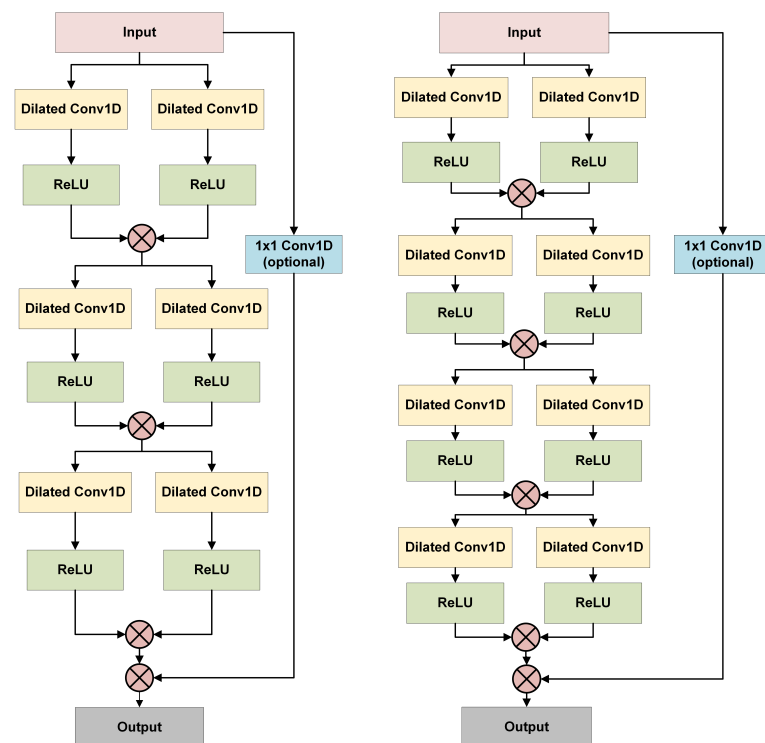 Input
Dilated Conv1D
Dilated Conv1D
ReLU
ReLU
1x1 Conv1D
(optional)
Dilated Conv1D
Dilated Conv1D
ReLU
ReLU
Dilated Conv1D
Dilated Conv1D
ReLU
ReLU
Output
Input
Dilated Conv1D
Dilated Conv1D
ReLU
ReLU
1x1 Conv1D
(optional)
Dilated Conv1D
Dilated Conv1D
ReLU
ReLU
Dilated Conv1D
Dilated Conv1D
ReLU
ReLU
Dilated Conv1D
Dilated Conv1D
ReLU
ReLU
Output